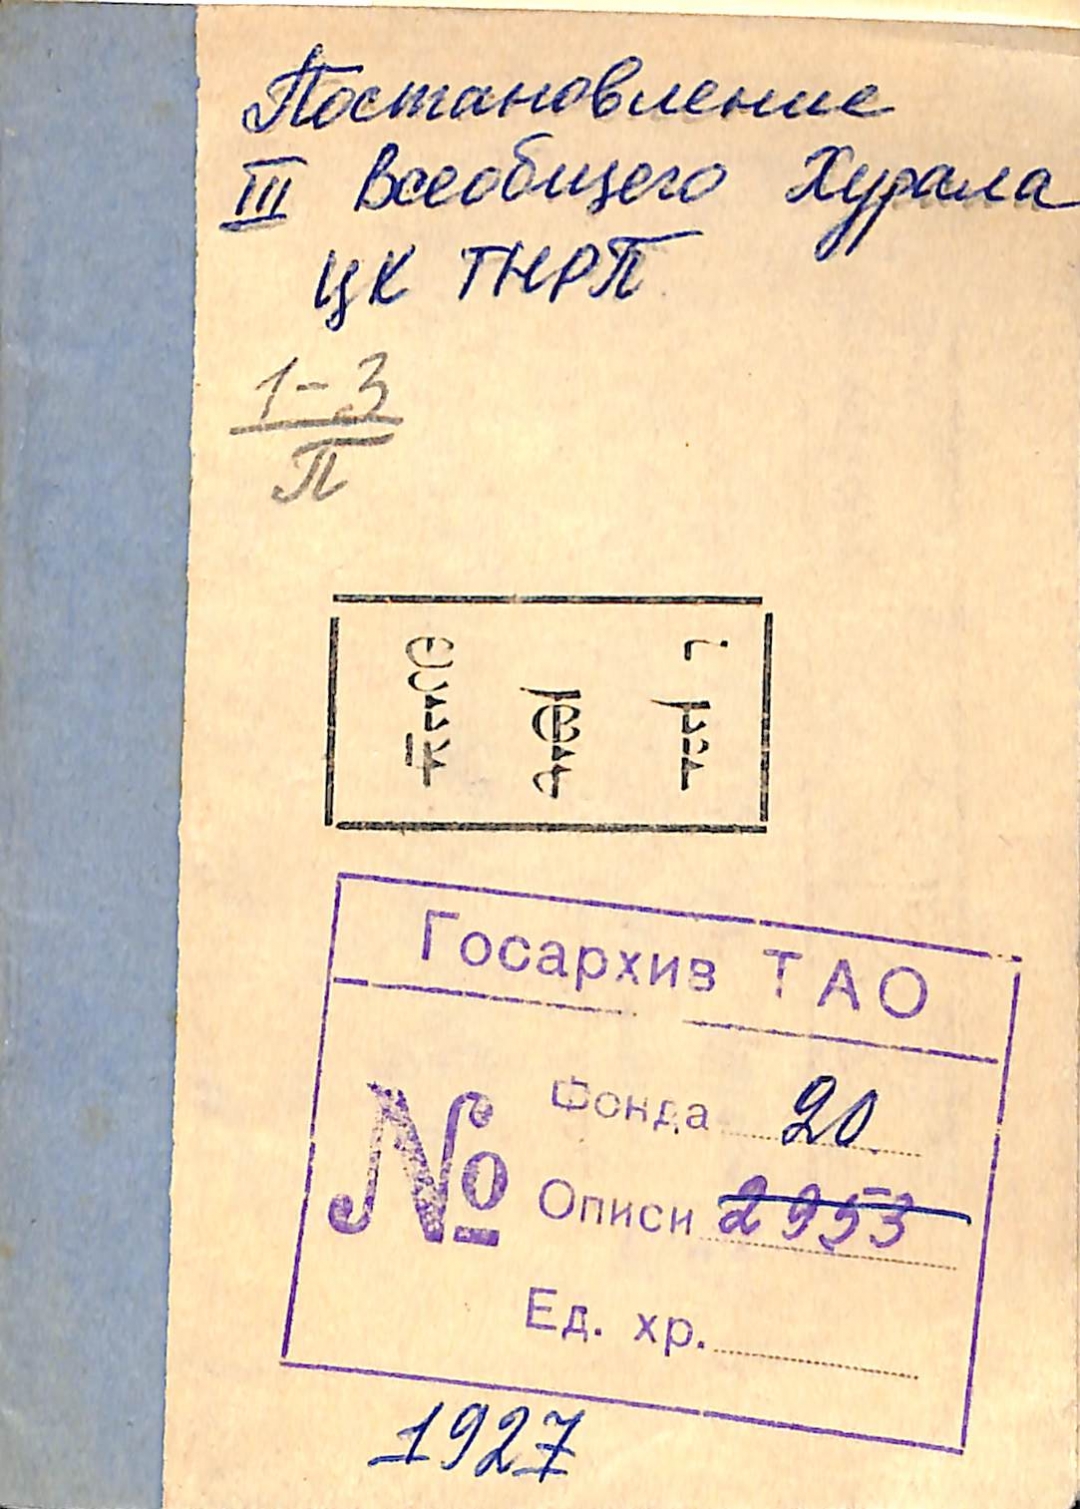 Постановление
III Всеобщего Хурала
ЦК ТНРП
1-3
П
Госархив ТАО
№
Фонда 20.
Описи 2953
Ед. хр.
1927